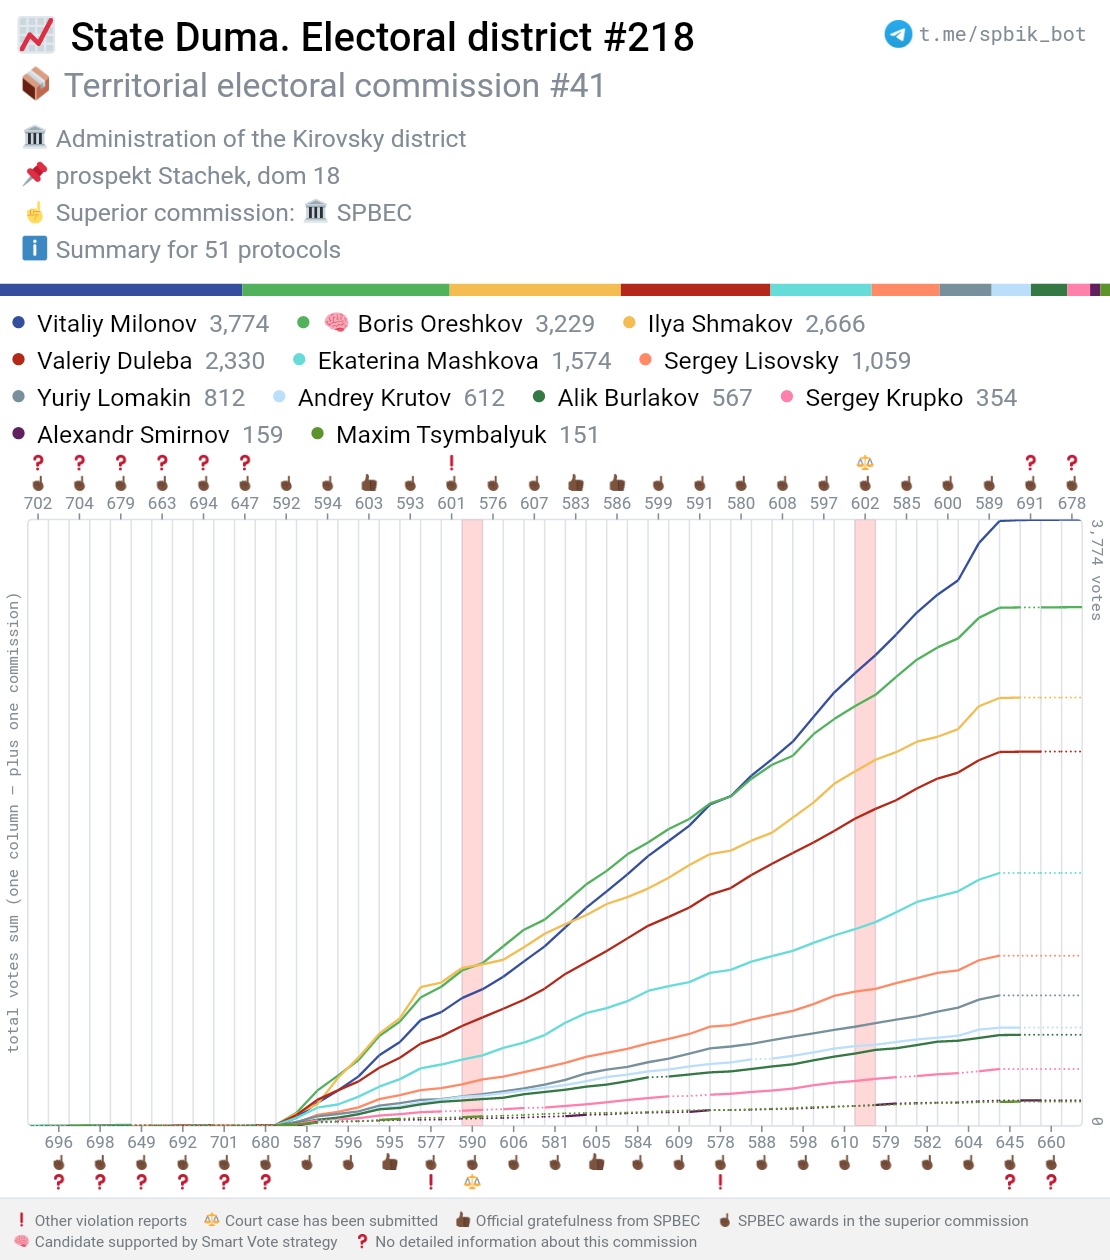 State Duma. Electoral district #218
t.me/spbik_bot
Territorial electoral commission #41
Administration of the Kirovsky district
prospekt Stachek, dom 18
Superior commission: SPBEC
Summary for 51 protocols
Vitaliy Milonov 3,774 Boris Oreshkov 3,229 Ilya Shmakov 2,666
Valeriy Duleba 2,330 Ekaterina Mashkova 1,574 Sergey Lisovsky 1,059
Yuriy Lomakin 812 Andrey Krutov 612 Alik Burlakov 567 Sergey Krupko 354
Alexandr Smirnov 159 Maxim Tsymbalyuk 151
702 704 679 663 694 647 592 594 603 593 601 576 607 583 586 599 591 580 608 597 602 585 600 589 691 678
3,774 votes
total votes sum (one column – plus one commission)
0
696 698 649 692 701 680 587 596 595 577 590 606 581 605 584 609 578 588 598 610 579 582 604 645 660
Other violation reports Court case has been submitted Official gratefulness from SPBEC SPBEC awards in the superior commission
Candidate supported by Smart Vote strategy No detailed information about this commission